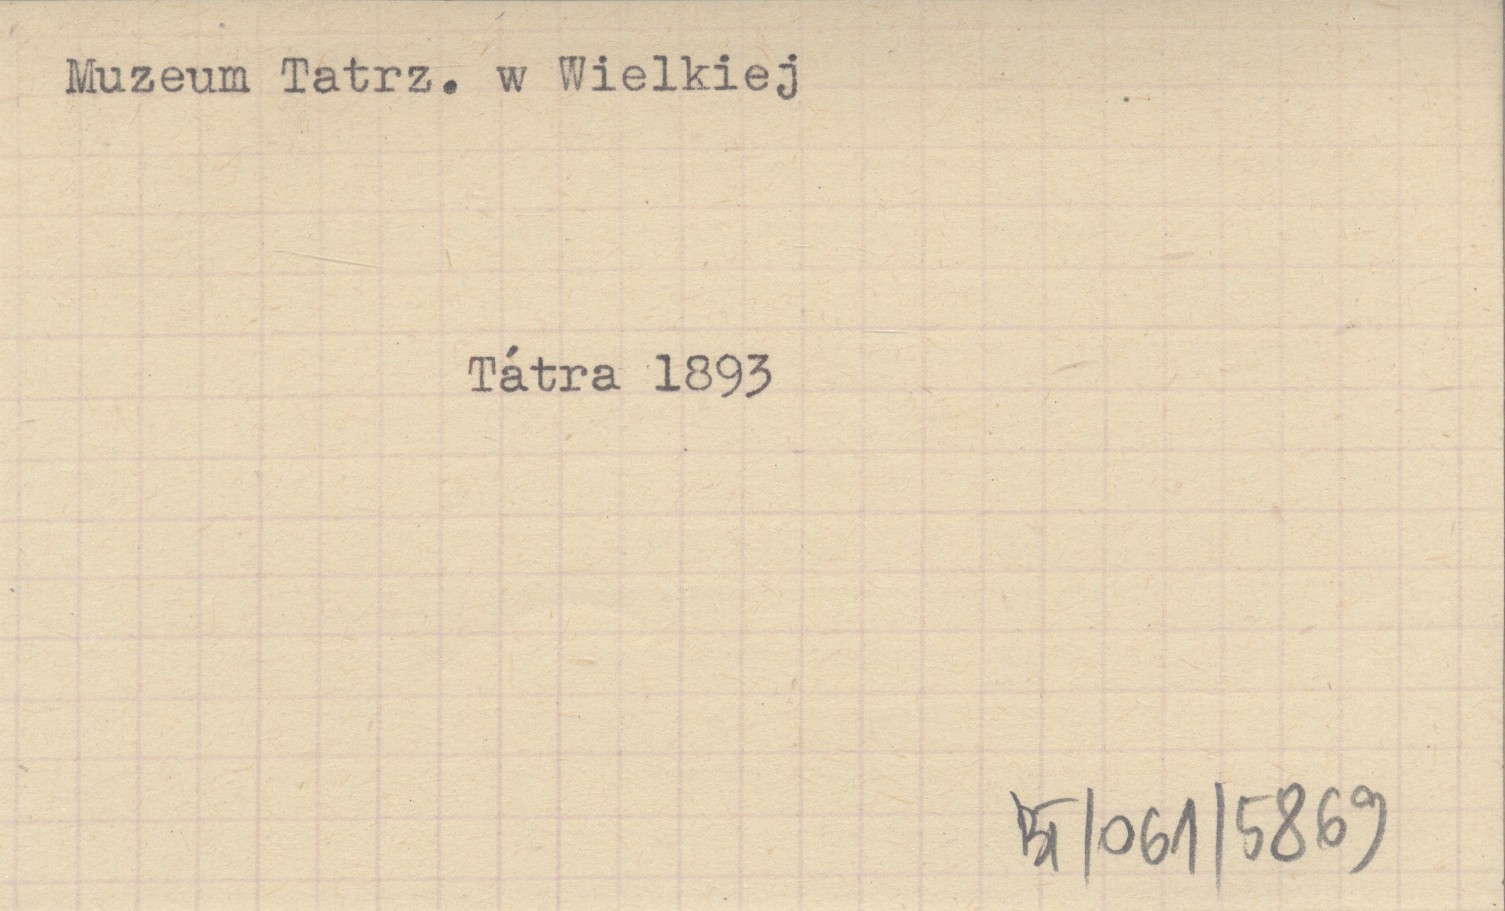 Muzeum Tatrz. w Wielkiej
Tátra 1893
/061/5869